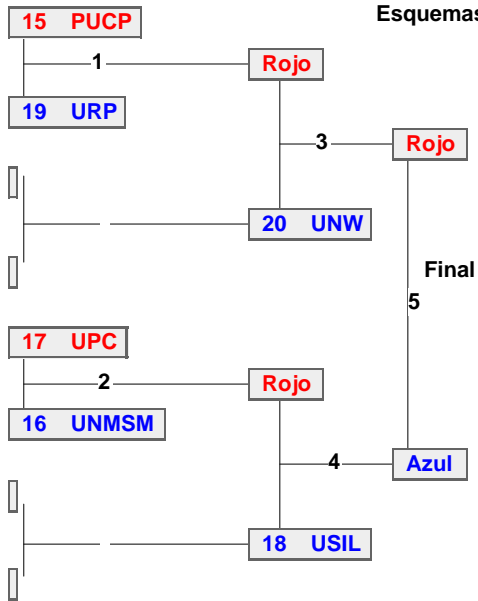 Esquemas
15 PUCP
1
Rojo
19 URP
3
Rojo
20 UNW
Final
5
17 UPC
2
Rojo
16 UNMSM
4
Azul
18 USIL